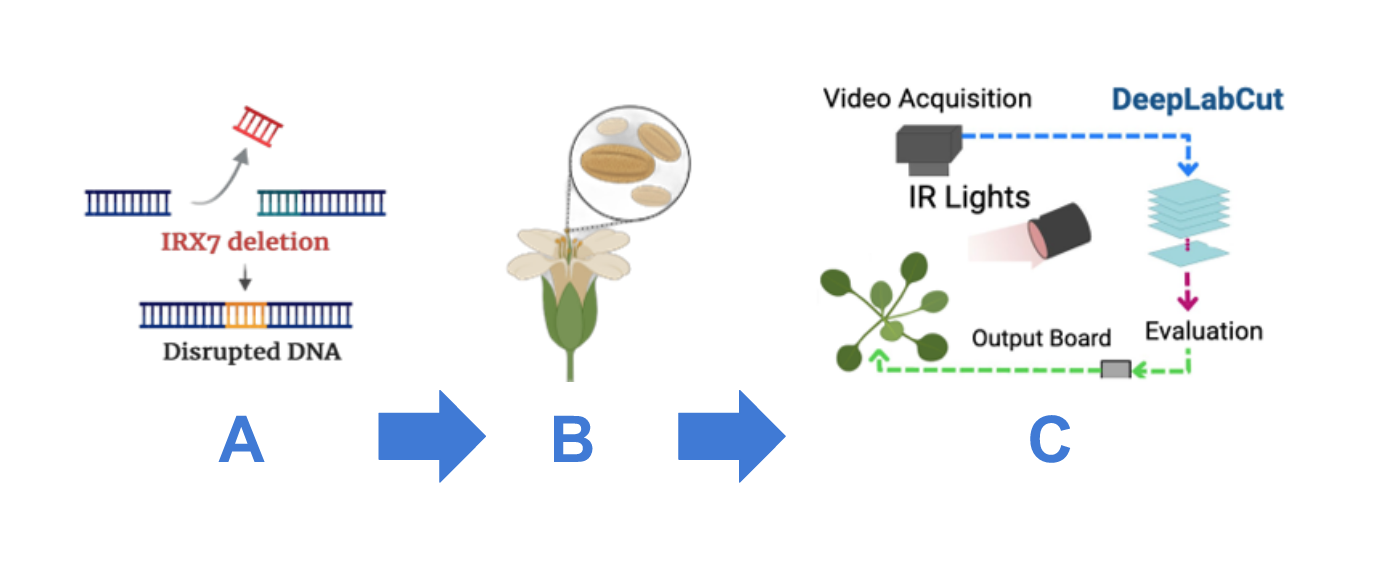 IRX7 deletion
Disrupted DNA
A
B
Video Acquisition
DeepLabCut
IR Lights
Output Board
Evaluation
C